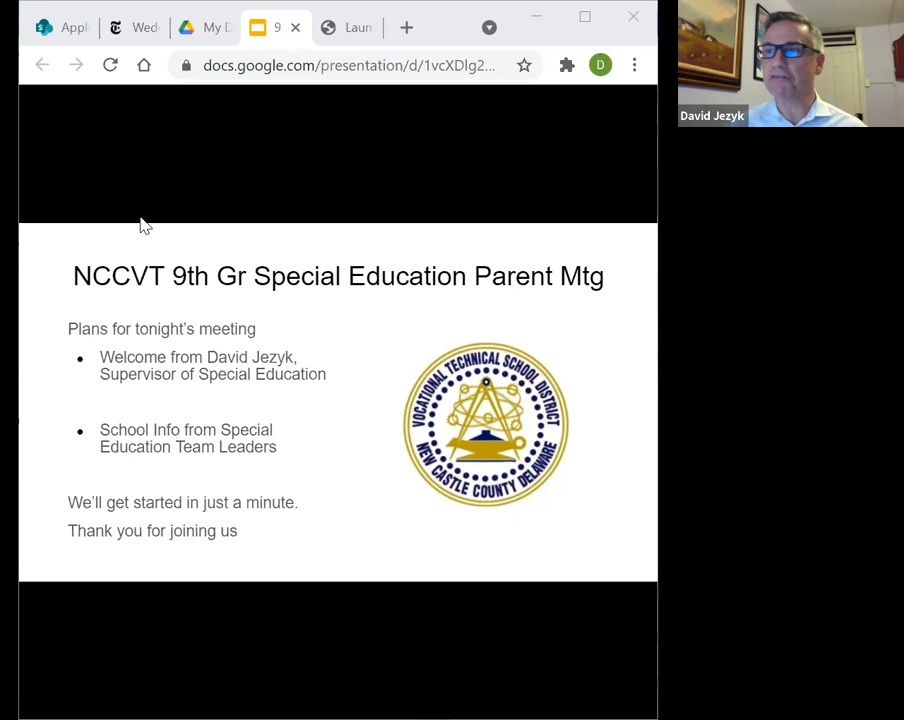 Appli
Wed
My D
9
Laun
docs.google.com/presentation/d/1vcXDlg2...
D
David Jezyk
NCCVT 9th Gr Special Education Parent Mtg
Plans for tonight's meeting
• Welcome from David Jezyk,
Supervisor of Special Education
• School Info from Special
Education Team Leaders
VOCATIONAL TECHNICAL SCHOOL DISTRICT
NEW CASTLE COUNTY DELAWARE
We'll get started in just a minute.
Thank you for joining us